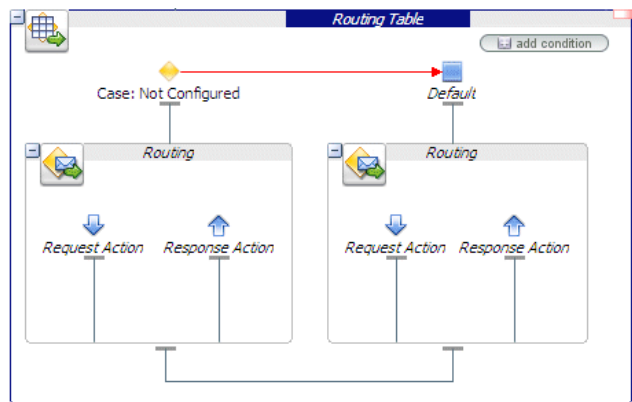 Routing Table
add condition
Case: Not Configured
Default
Routing
Routing
Request Action
Response Action
Request Action
Response Action